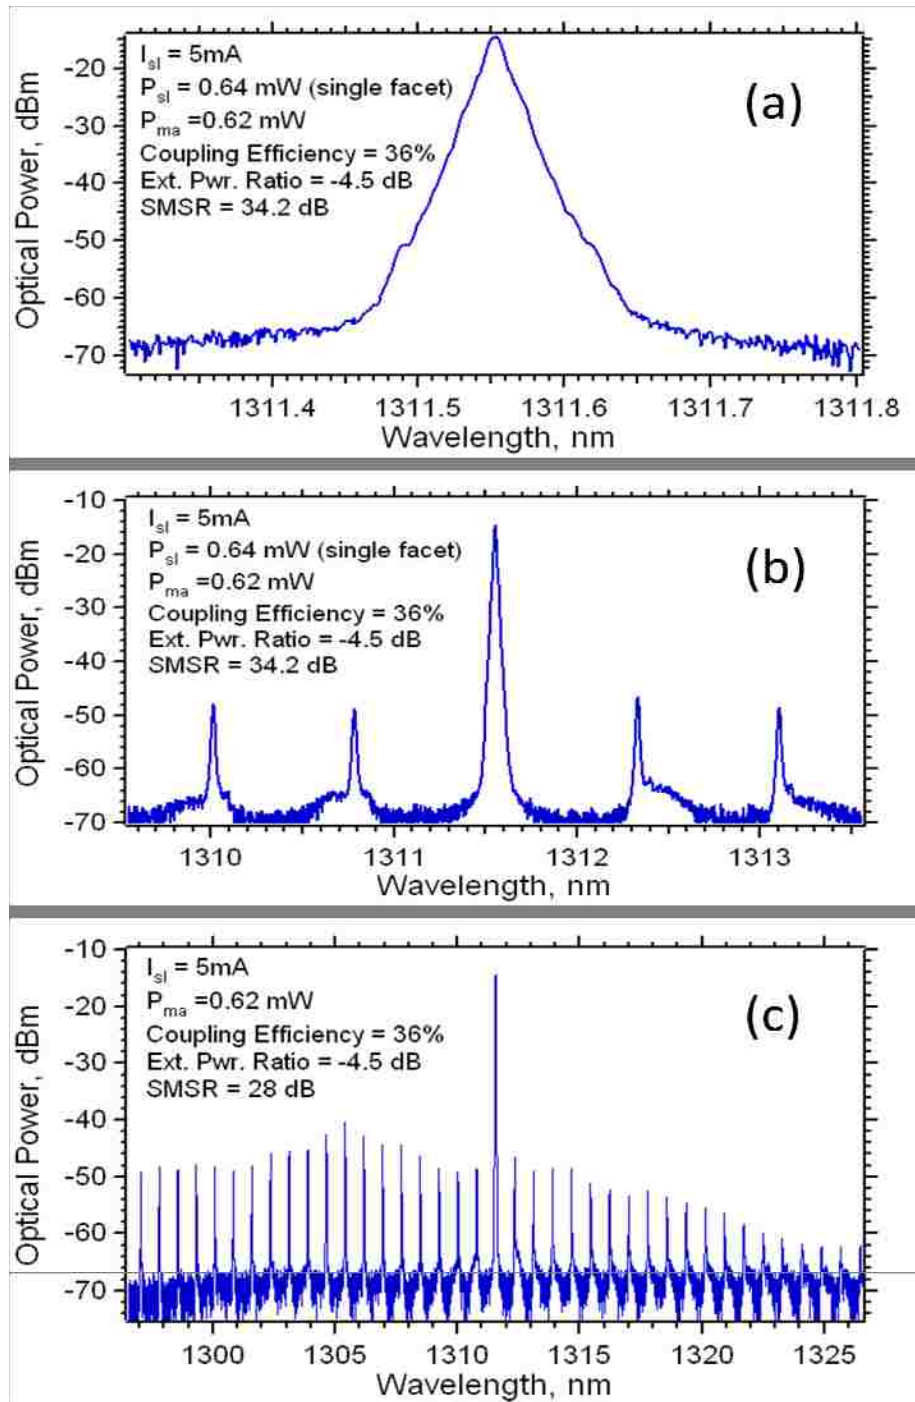 I_sl = 5mA
P_sl = 0.64 mW (single facet)
P_ma =0.62 mW
Coupling Efficiency = 36%
Ext. Pwr. Ratio = -4.5 dB
SMSR = 34.2 dB
(a)
Optical Power, dBm
-20
-30
-40
-50
-60
-70
1311.4 1311.5 1311.6 1311.7 1311.8
Wavelength, nm
I_sl = 5mA
P_sl = 0.64 mW (single facet)
P_ma =0.62 mW
Coupling Efficiency = 36%
Ext. Pwr. Ratio = -4.5 dB
SMSR = 34.2 dB
(b)
Optical Power, dBm
-10
-20
-30
-40
-50
-60
-70
1310 1311 1312 1313
Wavelength, nm
I_sl = 5mA
P_ma =0.62 mW
Coupling Efficiency = 36%
Ext. Pwr. Ratio = -4.5 dB
SMSR = 28 dB
(c)
Optical Power, dBm
-10
-20
-30
-40
-50
-60
-70
1300 1305 1310 1315 1320 1325
Wavelength, nm